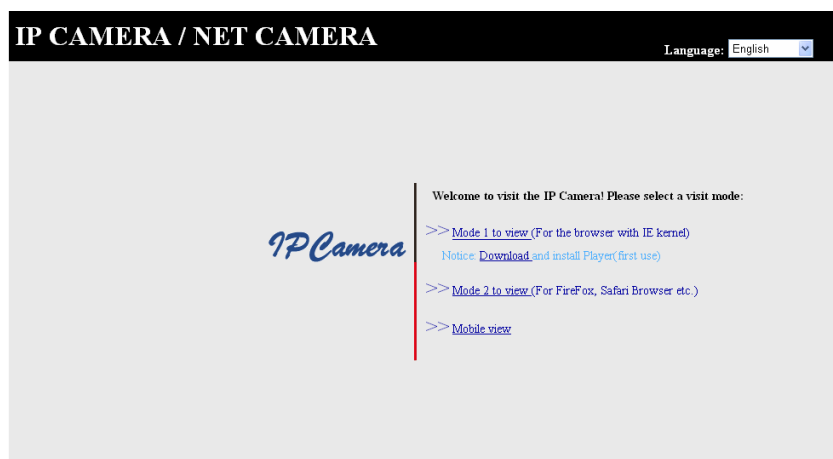 IP CAMERA / NET CAMERA
Language: English
Welcome to visit the IP Camera! Please select a visit mode:
IPCamera
>> Mode 1 to view (For the browser with IE kernel)
Notice: Download and install Player(first use)
>> Mode 2 to view (For FireFox, Safari Browser etc.)
>> Mobile view